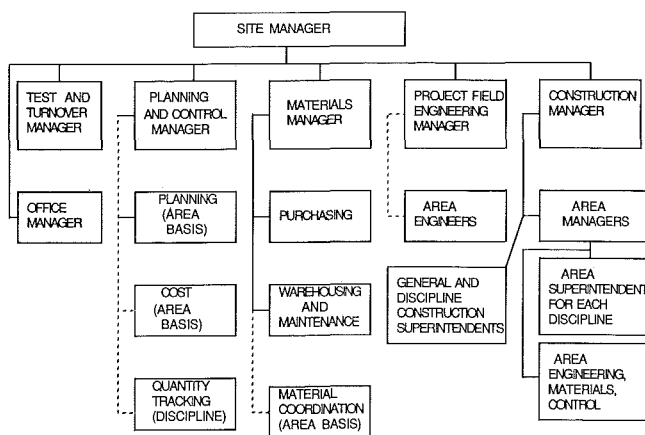 SITE MANAGER
TEST AND
TURNOVER
MANAGER
PLANNING
AND CONTROL
MANAGER
MATERIALS
MANAGER
PROJECT FIELD
ENGINEERING
MANAGER
CONSTRUCTION
MANAGER
OFFICE
MANAGER
PLANNING
(AREA
BASIS)
PURCHASING
AREA
ENGINEERS
AREA
MANAGERS
COST
(AREA
BASIS)
WAREHOUSING
AND
MAINTENANCE
GENERAL AND
DISCIPLINE
CONSTRUCTION
SUPERINTENDENTS
AREA
SUPERINTENDENT
FOR EACH
DISCIPLINE
QUANTITY
TRACKING
(DISCIPLINE)
MATERIAL
COORDINATION
(AREA BASIS)
AREA
ENGINEERING,
MATERIALS,
CONTROL